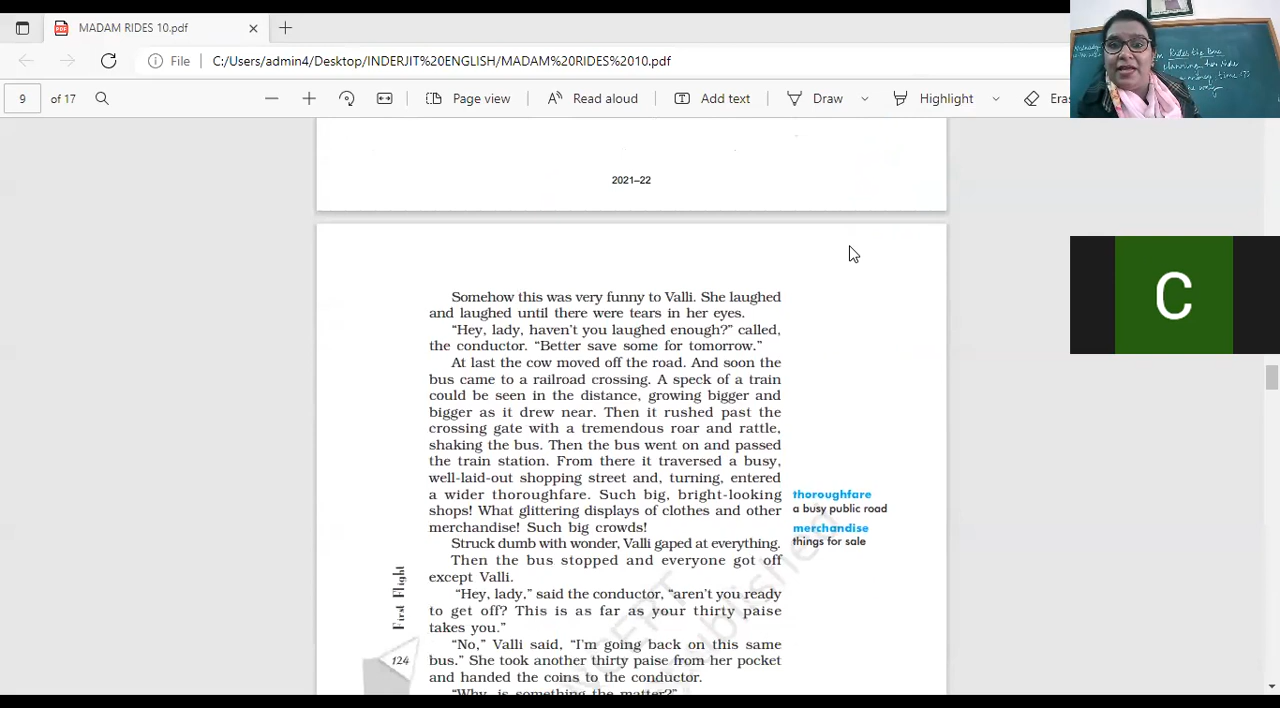 MADAM RIDES 10.pdf
File
C:/Users/admin4/Desktop/INDERJIT%20ENGLISH/MADAM%20RIDES%2010.pdf
9 of 17
Page view
Read aloud
Add text
Draw
Highlight
Eras
Rides the Bus
C
2021–22
Somehow this was very funny to Valli. She laughed
and laughed until there were tears in her eyes.
“Hey, lady, haven’t you laughed enough?” called,
the conductor. “Better save some for tomorrow.”
At last the cow moved off the road. And soon the
bus came to a railroad crossing. A speck of a train
could be seen in the distance, growing bigger and
bigger as it drew near. Then it rushed past the
crossing gate with a tremendous roar and rattle,
shaking the bus. Then the bus went on and passed
the train station. From there it traversed a busy,
well-laid-out shopping street and, turning, entered
a wider thoroughfare. Such big, bright-looking
shops! What glittering displays of clothes and other
merchandise! Such big crowds!
thoroughfare
a busy public road
merchandise
things for sale
Struck dumb with wonder, Valli gaped at everything.
Then the bus stopped and everyone got off
except Valli.
“Hey, lady,” said the conductor, “aren’t you ready
to get off? This is as far as your thirty paise
takes you.”
“No,” Valli said, “I’m going back on this same
bus.” She took another thirty paise from her pocket
and handed the coins to the conductor.
“Why, is something the matter?”
First Flight
124
NCERT
Published